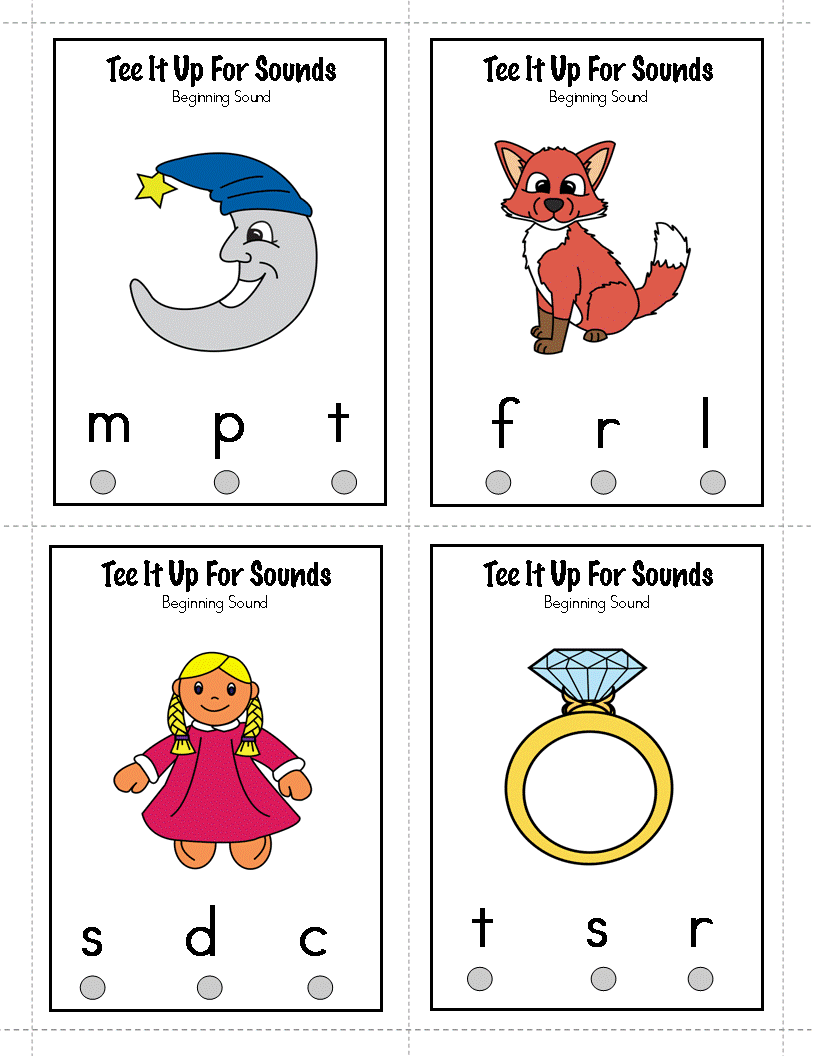 Tee It Up For Sounds
Beginning Sound
m p t
Tee It Up For Sounds
Beginning Sound
f r l
Tee It Up For Sounds
Beginning Sound
s d c
Tee It Up For Sounds
Beginning Sound
t s r